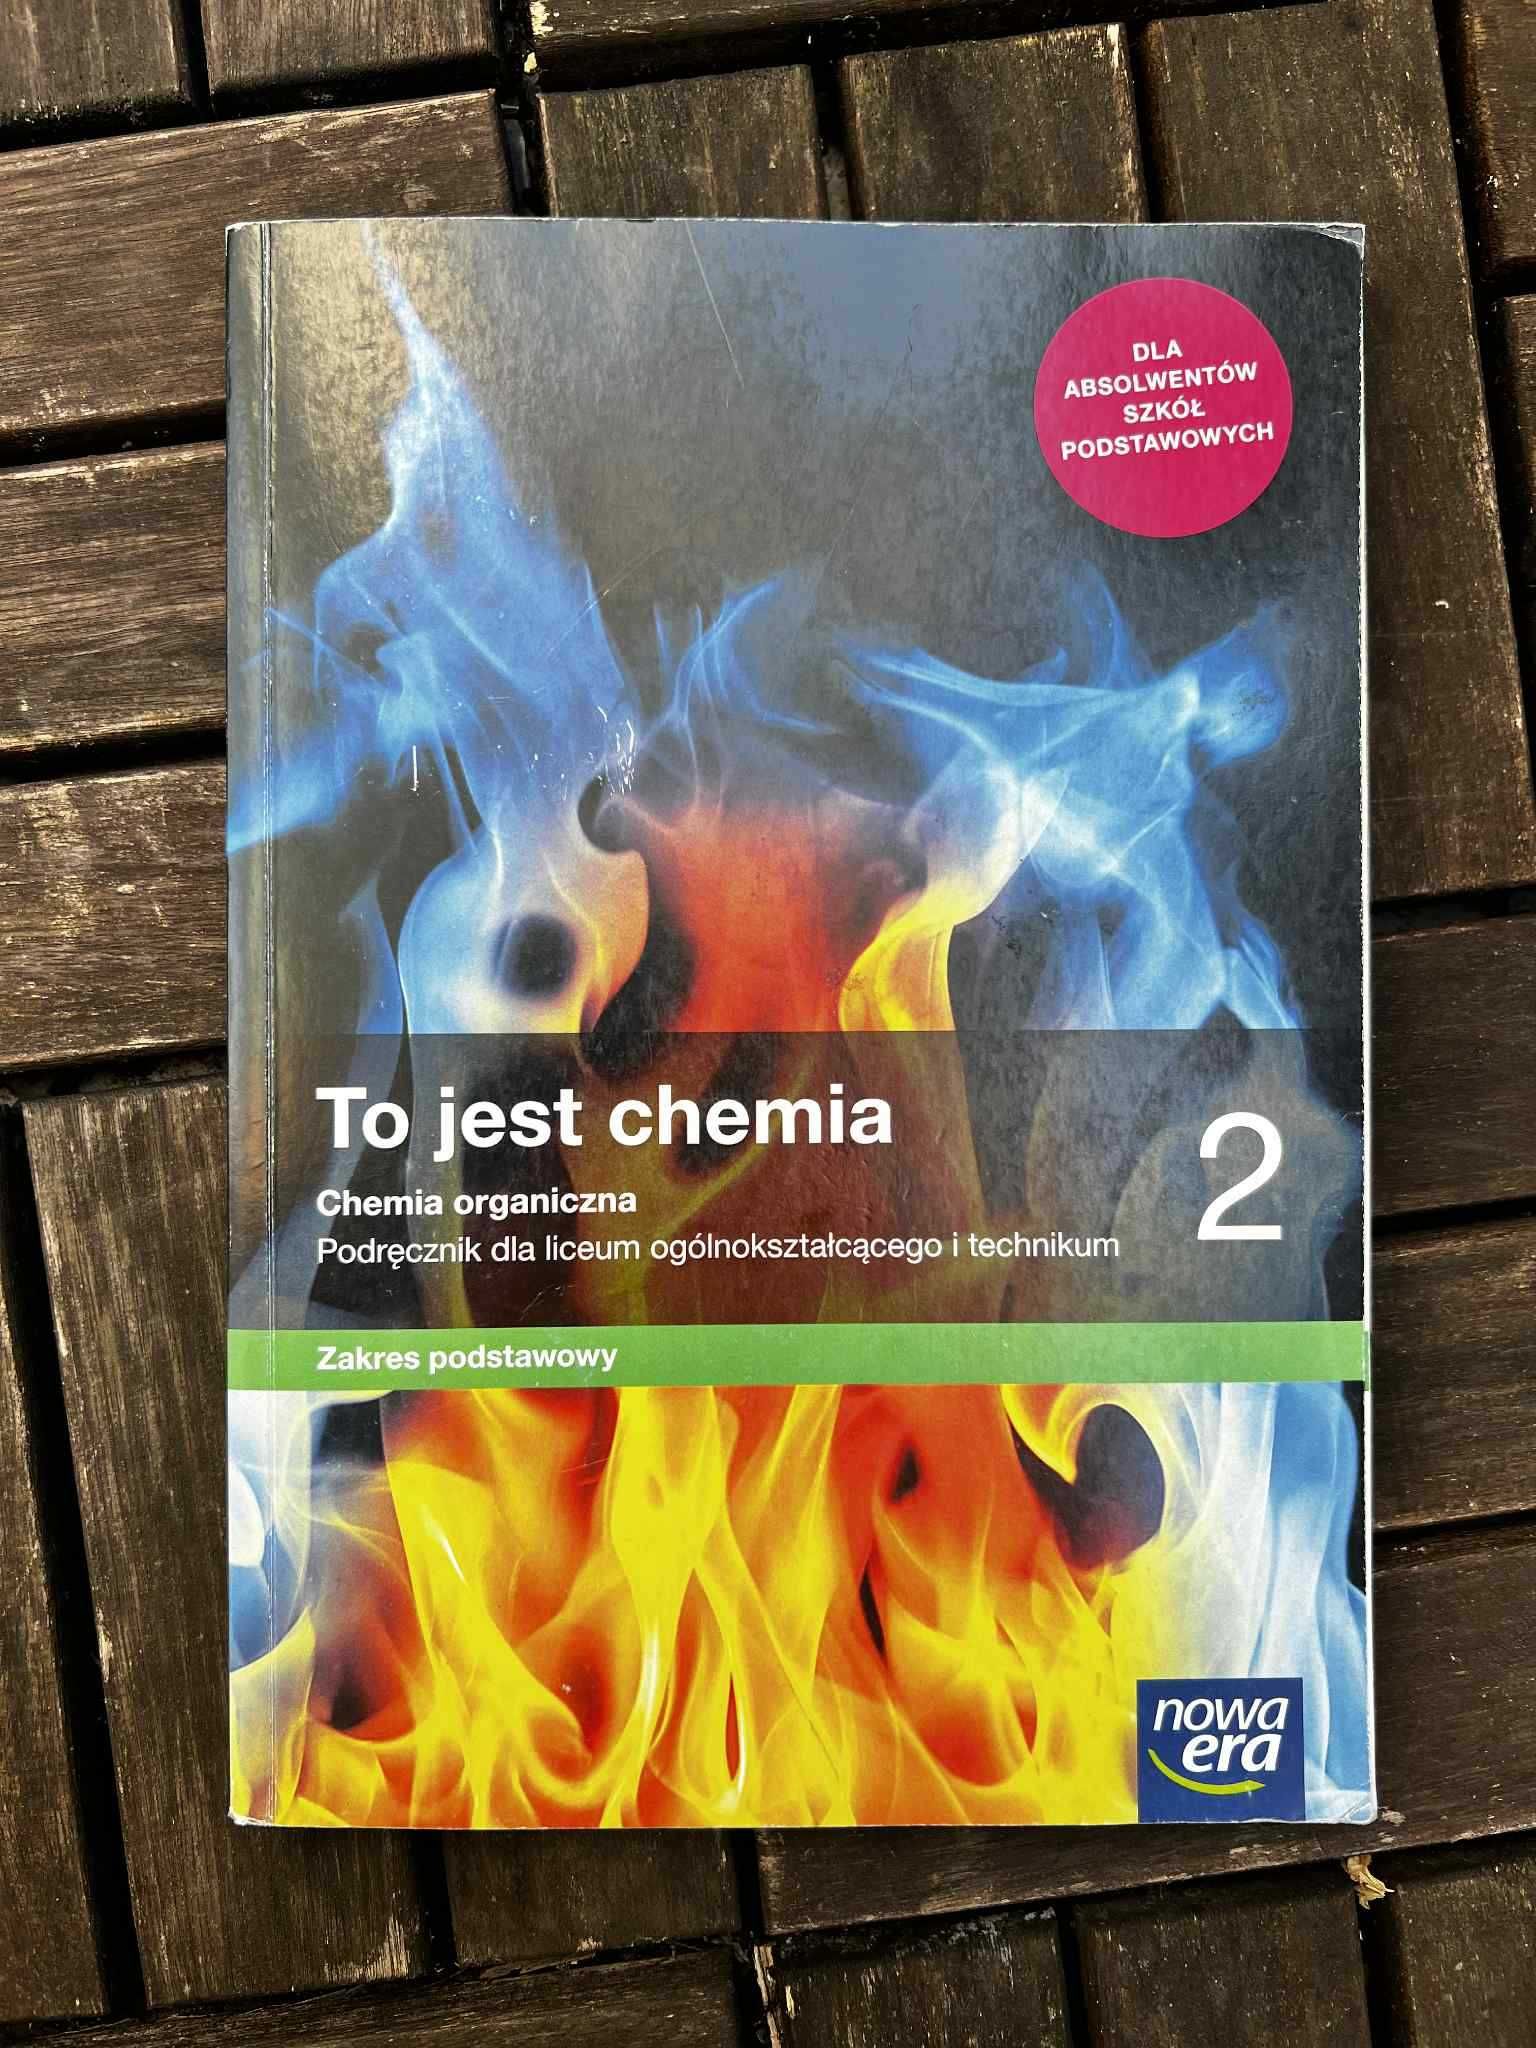 DLA
ABSOLWENTÓW
SZKÓŁ
PODSTAWOWYCH
To jest chemia
2
Chemia organiczna
Podręcznik dla liceum ogólnokształcącego i technikum
Zakres podstawowy
nowa
era